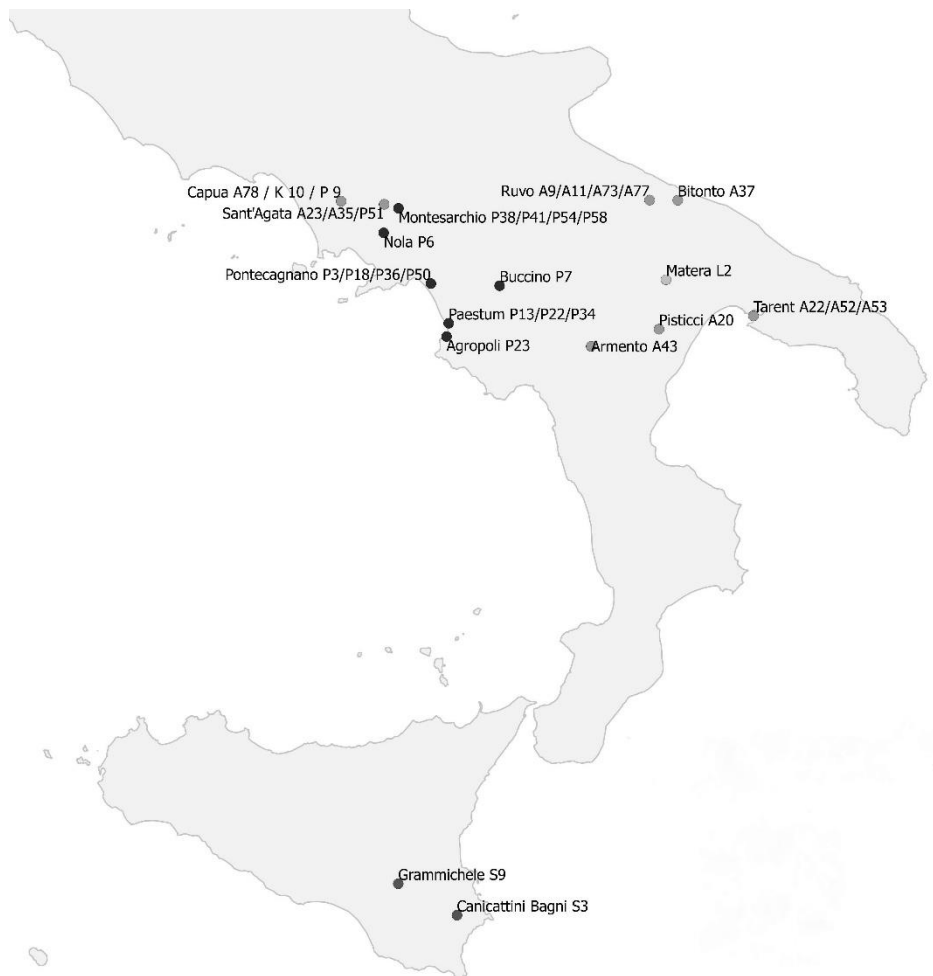 Capua A78 / K 10 / P 9
Ruvo A9/A11/A73/A77
Bitonto A37
Sant'Agata A23/A35/P51
Montesarchio P38/P41/P54/P58
Nola P6
Pontecagnano P3/P18/P36/P50
Buccino P7
Matera L2
Paestum P13/P22/P34
Tarent A22/A52/A53
Pisticci A20
Agropoli P23
Armento A43
Grammichele S9
Canicattini Bagni S3